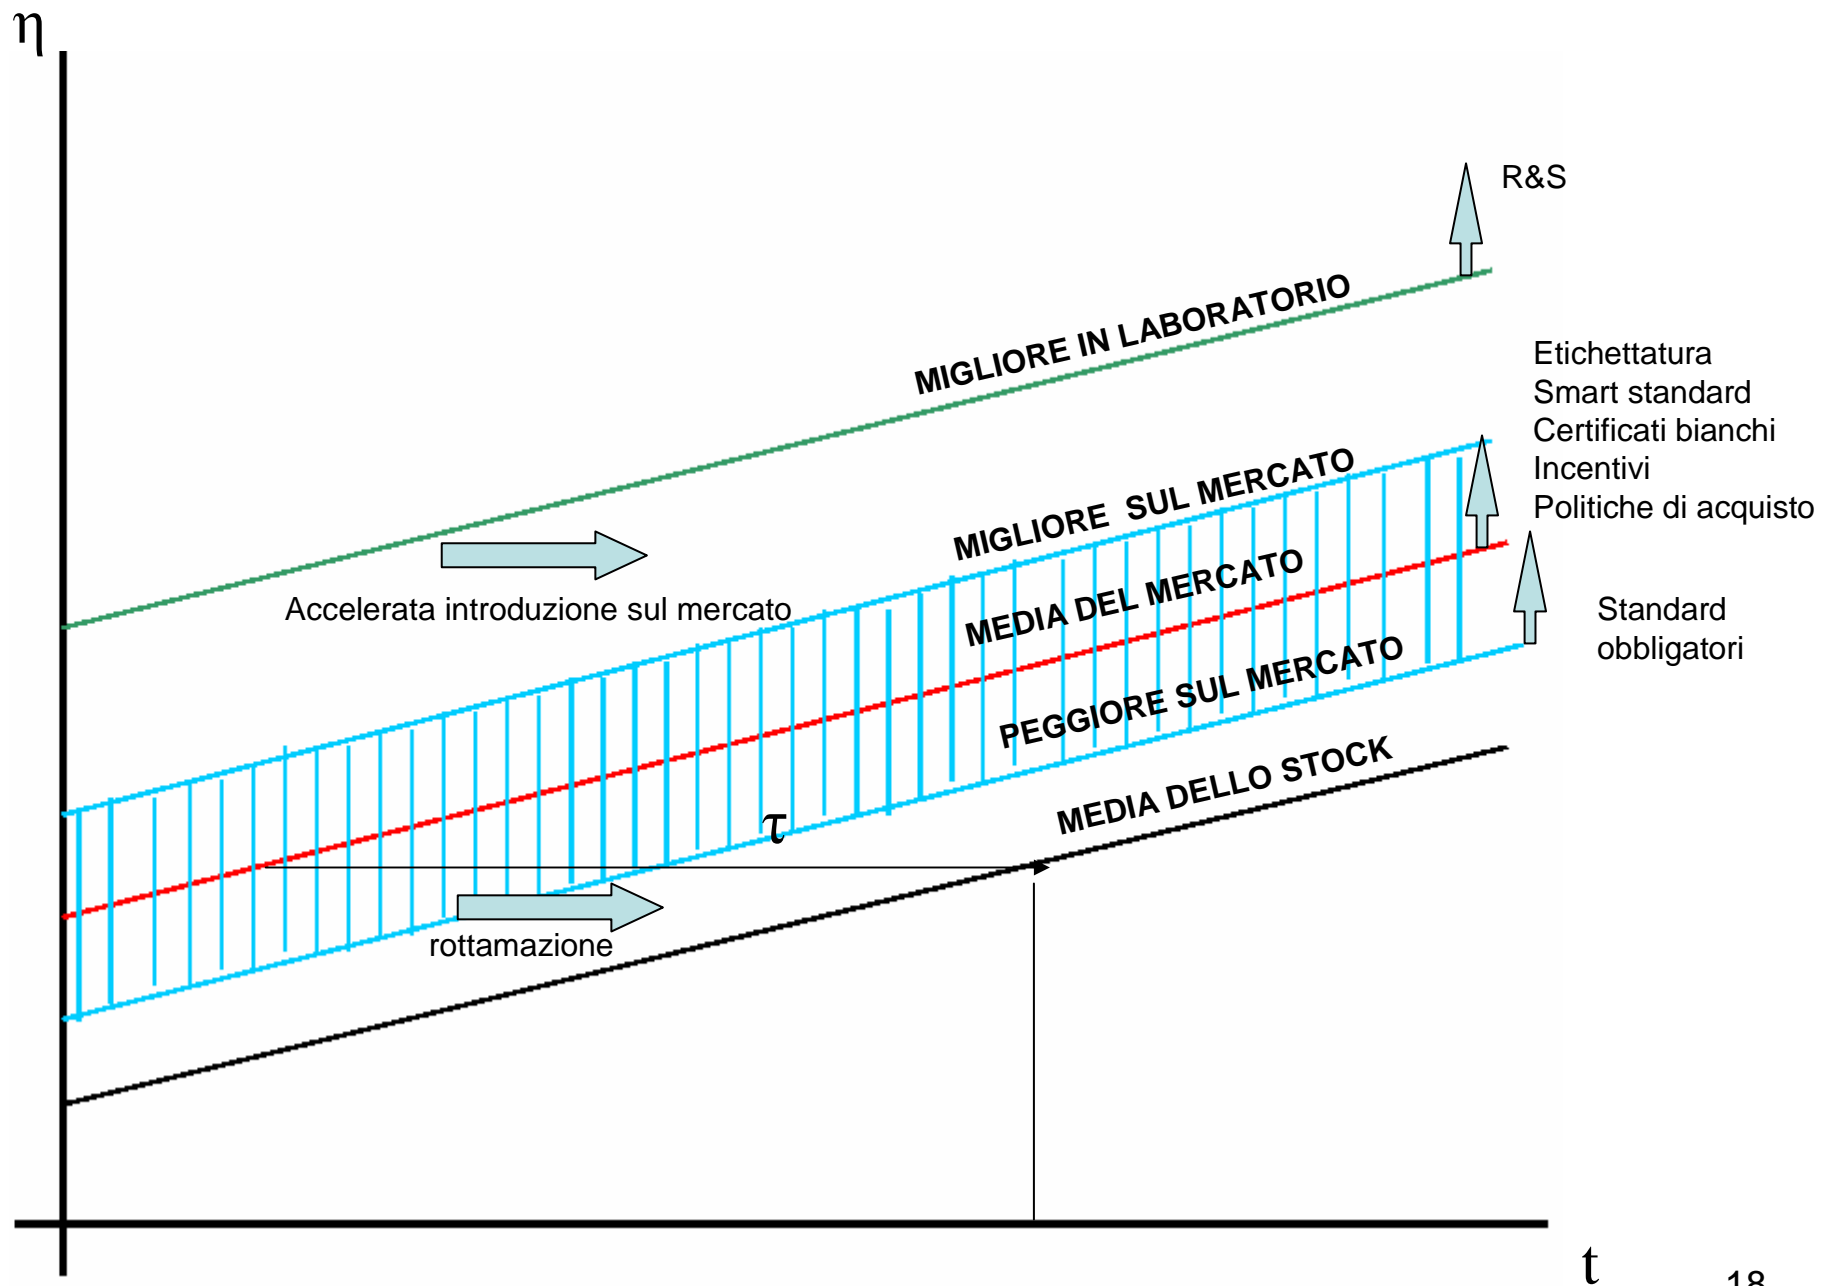 η
R&S
MIGLIORE IN LABORATORIO
Etichettatura
Smart standard
Certificati bianchi
Incentivi
Politiche di acquisto
MIGLIORE SUL MERCATO
Accelerata introduzione sul mercato
MEDIA DEL MERCATO
Standard
obbligatori
PEGGIORE SUL MERCATO
MEDIA DELLO STOCK
τ
rottamazione
t
18